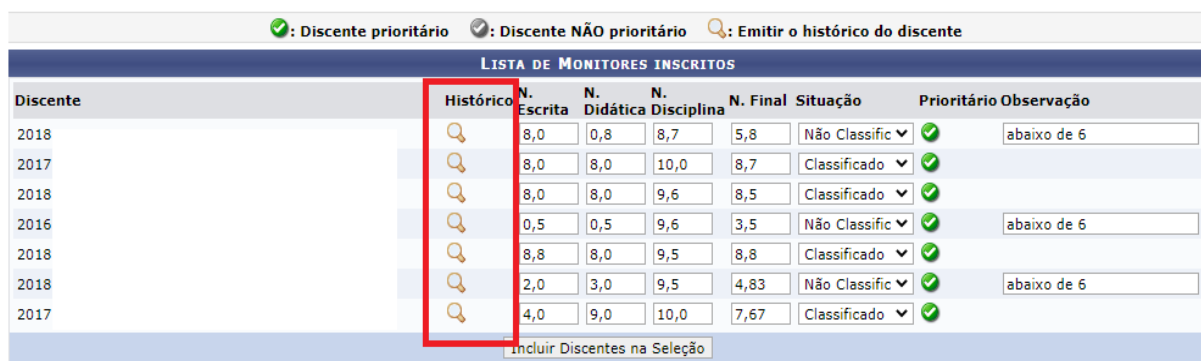 : Discente prioritário : Discente NÃO prioritário : Emitir o histórico do discente
LISTA DE MONITORES INSCRITOS
Discente Histórico N. Escrita N. Didática N. Disciplina N. Final Situação Prioritário Observação
2018 8,0 0,8 8,7 5,8 Não Classific abaixo de 6
2017 8,0 8,0 10,0 8,7 Classificado
2018 8,0 8,0 9,6 8,5 Classificado
2016 0,5 0,5 9,6 3,5 Não Classific abaixo de 6
2018 8,8 8,0 9,5 8,8 Classificado
2018 2,0 3,0 9,5 4,83 Não Classific abaixo de 6
2017 4,0 9,0 10,0 7,67 Classificado
Incluir Discentes na Seleção